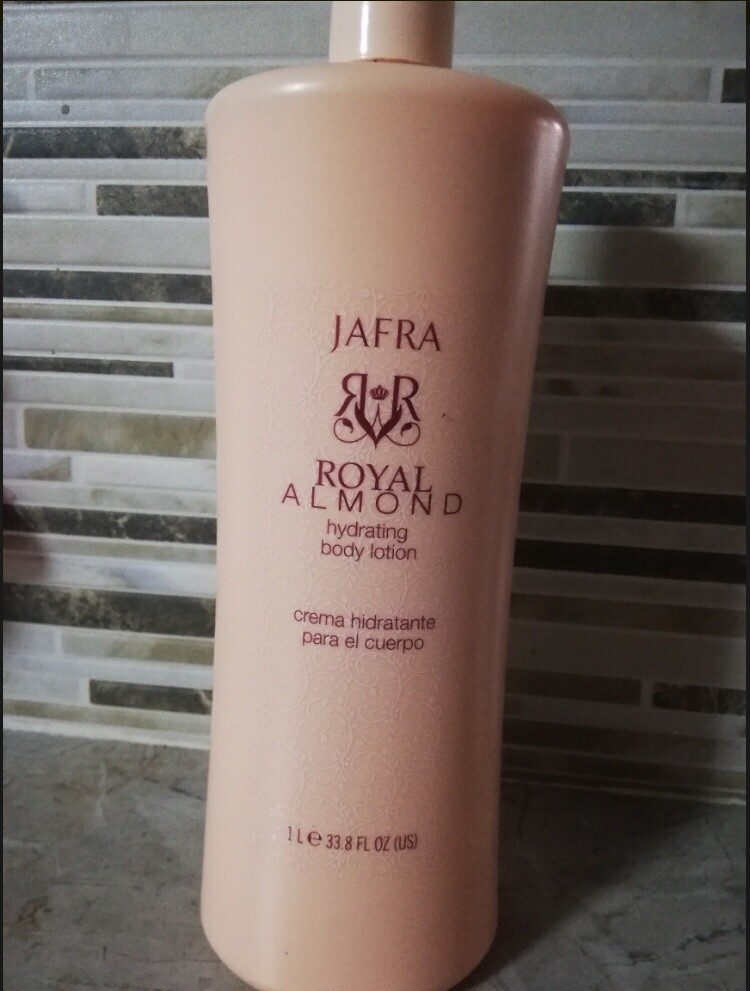 JAFRA
RR
ROYAL
ALMOND
hydrating
body lotion
crema hidratante
para el cuerpo
1 L ℮ 33.8 FL OZ (US)